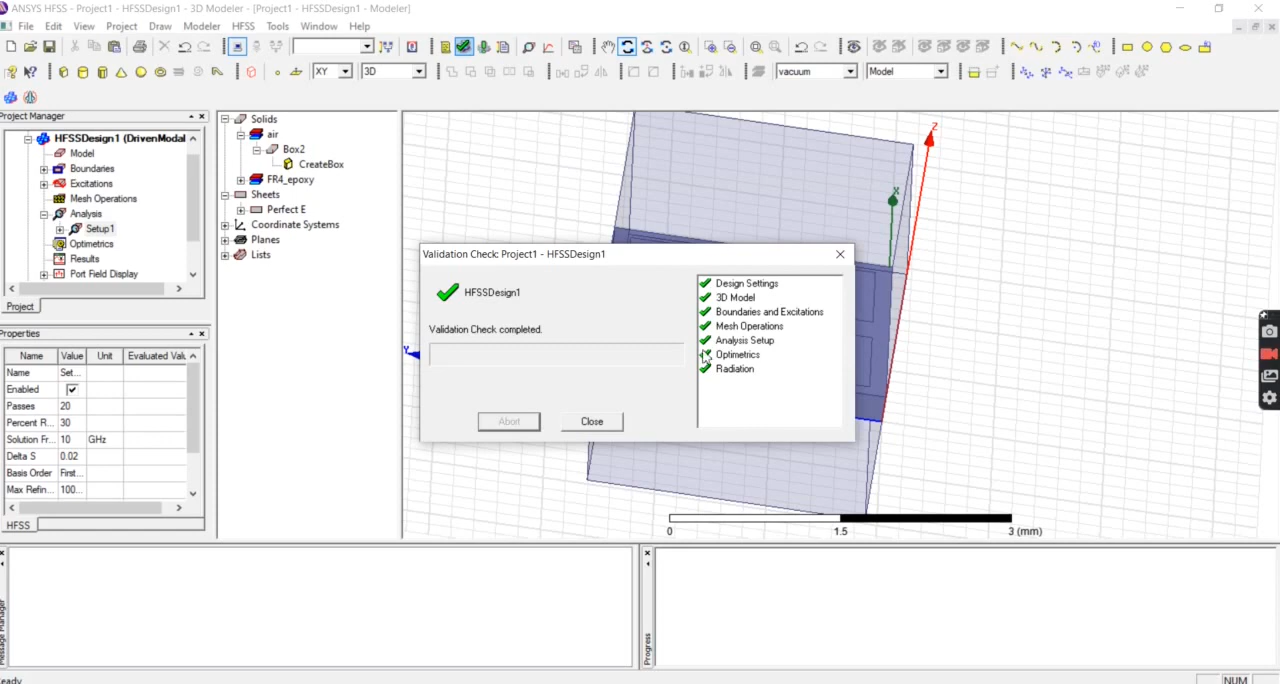 ANSYS HFSS - Project1 - HFSSDesign1 - 3D Modeler - [Project1 - HFSSDesign1 - Modeler]
File Edit View Project Draw Modeler HFSS Tools Window Help
XY 3D vacuum Model
Project Manager
HFSSDesign1 (DrivenModal
Model
Boundaries
Excitations
Mesh Operations
Analysis
Setup1
Optimetrics
Results
Port Field Display
Project
Properties
Name Value Unit Evaluated Valu
Name Set...
Enabled
Passes 20
Percent R... 30
Solution Fr... 10 GHz
Delta S 0.02
Basis Order First...
Max Refin... 100...
HFSS
Solids
air
Box2
CreateBox
FR4_epoxy
Sheets
Perfect E
Coordinate Systems
Planes
Lists
Z
X
Y
Validation Check: Project1 - HFSSDesign1
HFSSDesign1
Validation Check completed.
Abort Close
Design Settings
3D Model
Boundaries and Excitations
Mesh Operations
Analysis Setup
Optimetrics
Radiation
0 1.5 3 (mm)
Message Manager
Progress
eady
NUM